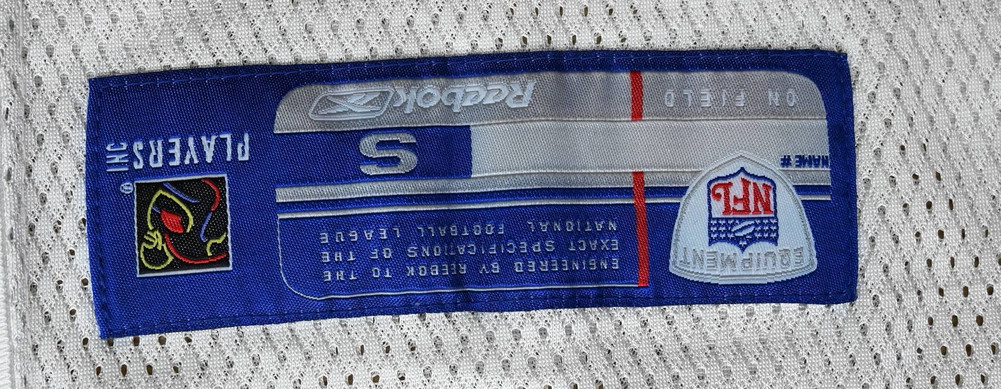 ENGINEERED BY REEBOK TO THE
EXACT SPECIFICATIONS OF THE
NATIONAL FOOTBALL LEAGUE
EQUIPMENT
NFL
NAME #
S
ON FIELD
Reebok
PLAYERS
INC
®